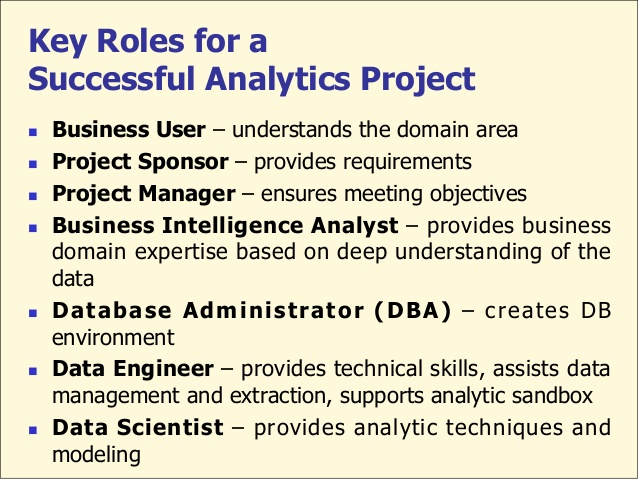 Key Roles for a
Successful Analytics Project
Business User – understands the domain area
Project Sponsor – provides requirements
Project Manager – ensures meeting objectives
Business Intelligence Analyst – provides business
domain expertise based on deep understanding of the
data
Database Administrator (DBA) – creates DB
environment
Data Engineer – provides technical skills, assists data
management and extraction, supports analytic sandbox
Data Scientist – provides analytic techniques and
modeling